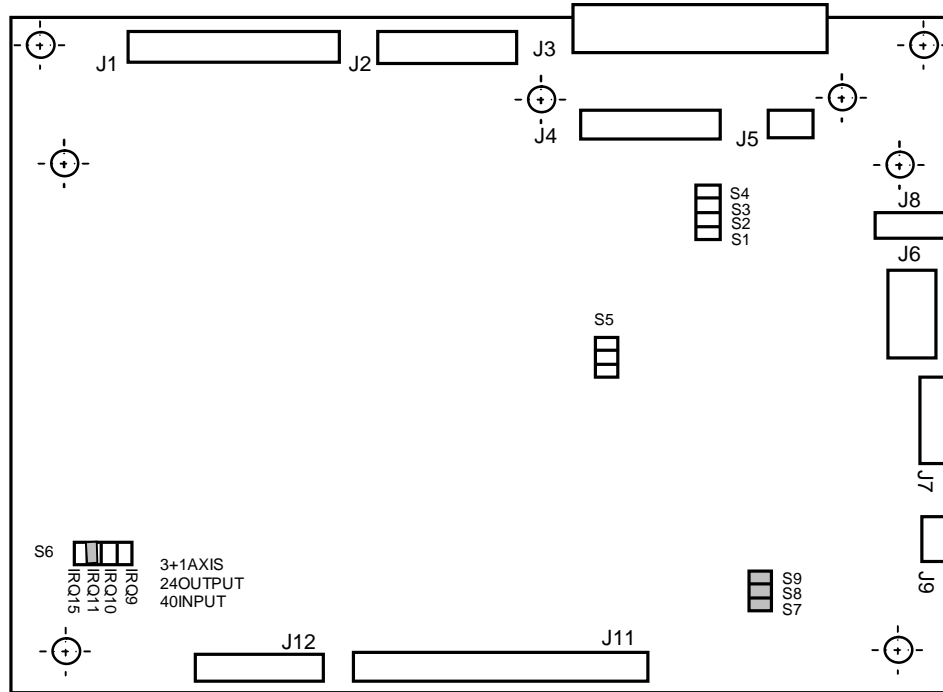 J1
J2
J3
J4
J5
S4
S3
S2
S1
J8
J6
S5
J7
S6
IRQ15
IRQ11
IRQ10
IRQ9
3+1AXIS
24OUTPUT
40INPUT
S9
S8
S7
J9
J12
J11